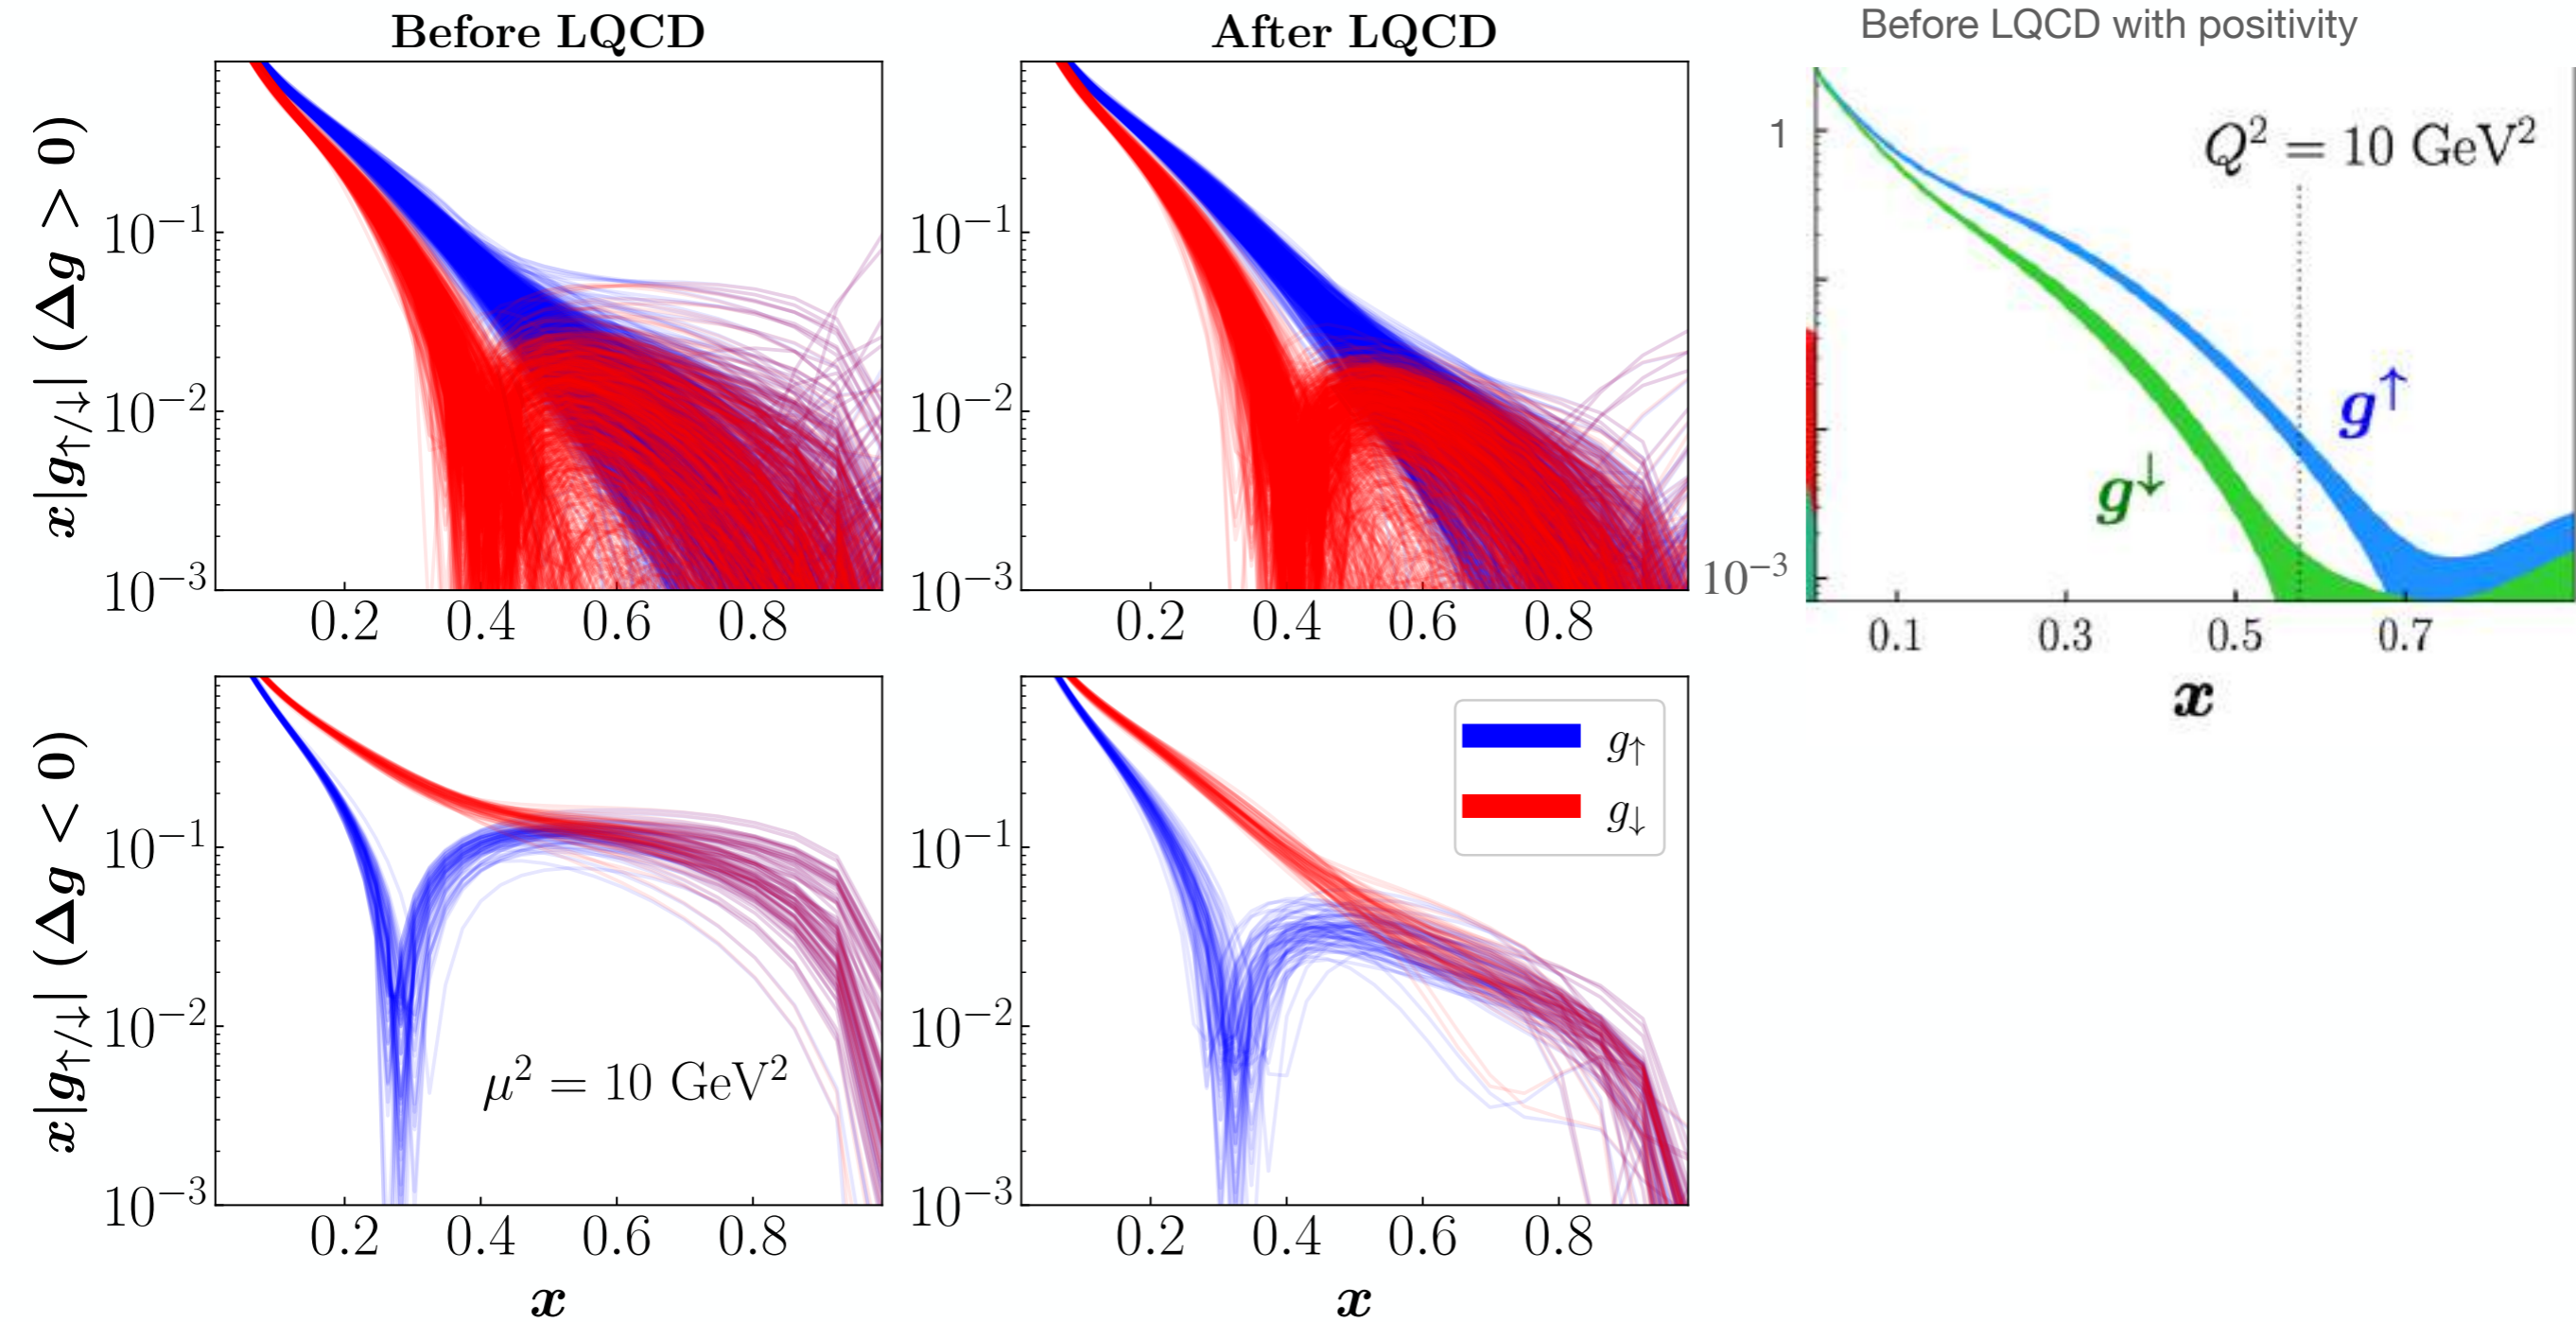 Before LQCD
After LQCD
Before LQCD with positivity
x|g↑/↓| (Δg > 0)
10⁻¹
10⁻²
10⁻³
0.2 0.4 0.6 0.8
10⁻¹
10⁻²
10⁻³
0.2 0.4 0.6 0.8
1
10⁻³
Q² = 10 GeV²
g↑
g↓
0.1 0.3 0.5 0.7
x
x|g↑/↓| (Δg < 0)
10⁻¹
10⁻²
10⁻³
μ² = 10 GeV²
0.2 0.4 0.6 0.8
x
10⁻¹
10⁻²
10⁻³
g↑
g↓
0.2 0.4 0.6 0.8
x